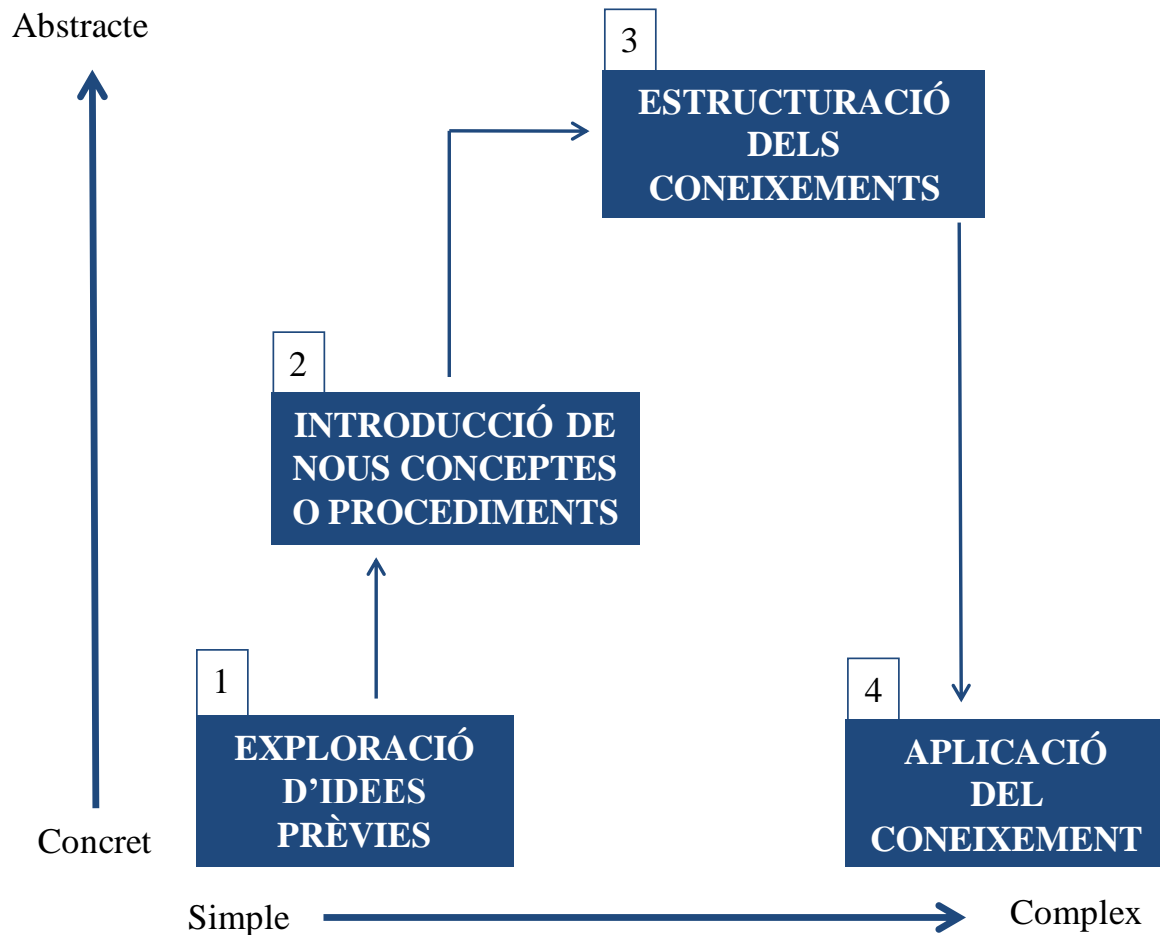 Abstracte
3
ESTRUCTURACIÓ
DELS
CONEIXEMENTS
2
INTRODUCCIÓ DE
NOUS CONCEPTES
O PROCEDIMENTS
1
EXPLORACIÓ
D’IDEES
PRÈVIES
4
APLICACIÓ
DEL
CONEIXEMENT
Concret
Simple
Complex